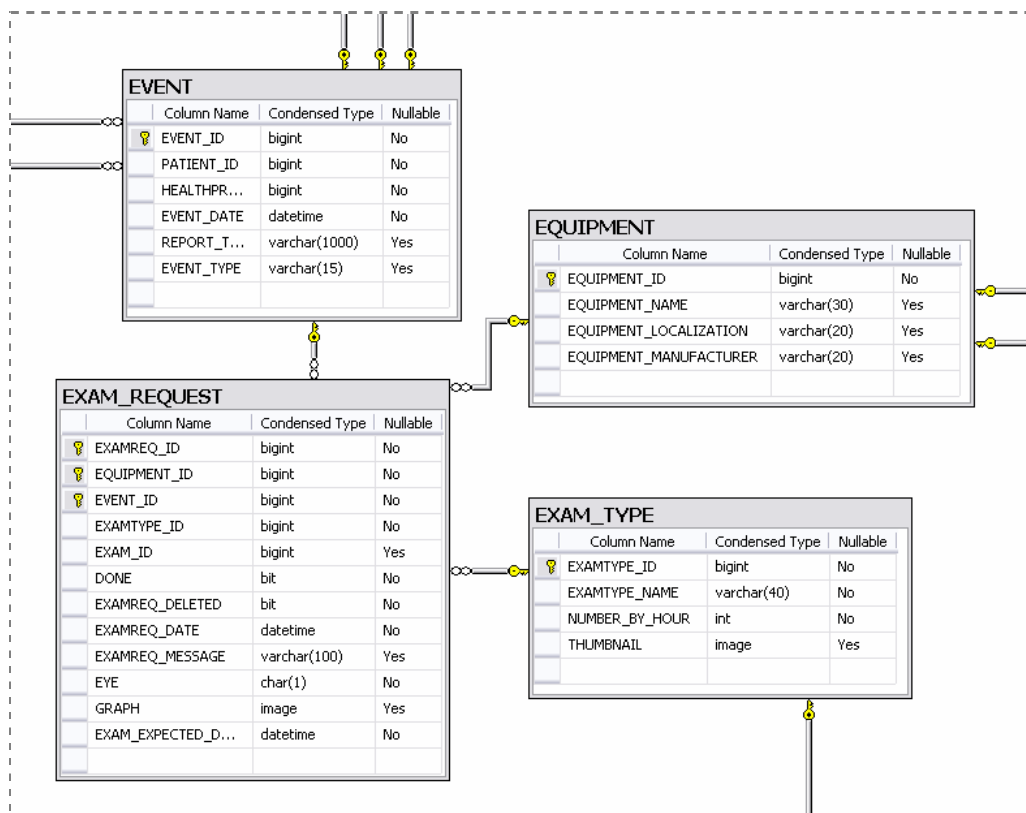 EVENT
Column Name Condensed Type Nullable
EVENT_ID bigint No
PATIENT_ID bigint No
HEALTHPR... bigint No
EVENT_DATE datetime No
REPORT_T... varchar(1000) Yes
EVENT_TYPE varchar(15) Yes
EQUIPMENT
Column Name Condensed Type Nullable
EQUIPMENT_ID bigint No
EQUIPMENT_NAME varchar(30) Yes
EQUIPMENT_LOCALIZATION varchar(20) Yes
EQUIPMENT_MANUFACTURER varchar(20) Yes
EXAM_REQUEST
Column Name Condensed Type Nullable
EXAMREQ_ID bigint No
EQUIPMENT_ID bigint No
EVENT_ID bigint No
EXAMTYPE_ID bigint No
EXAM_ID bigint Yes
DONE bit No
EXAMREQ_DELETED bit No
EXAMREQ_DATE datetime No
EXAMREQ_MESSAGE varchar(100) Yes
EYE char(1) No
GRAPH image Yes
EXAM_EXPECTED_D... datetime No
EXAM_TYPE
Column Name Condensed Type Nullable
EXAMTYPE_ID bigint No
EXAMTYPE_NAME varchar(40) No
NUMBER_BY_HOUR int No
THUMBNAIL image Yes